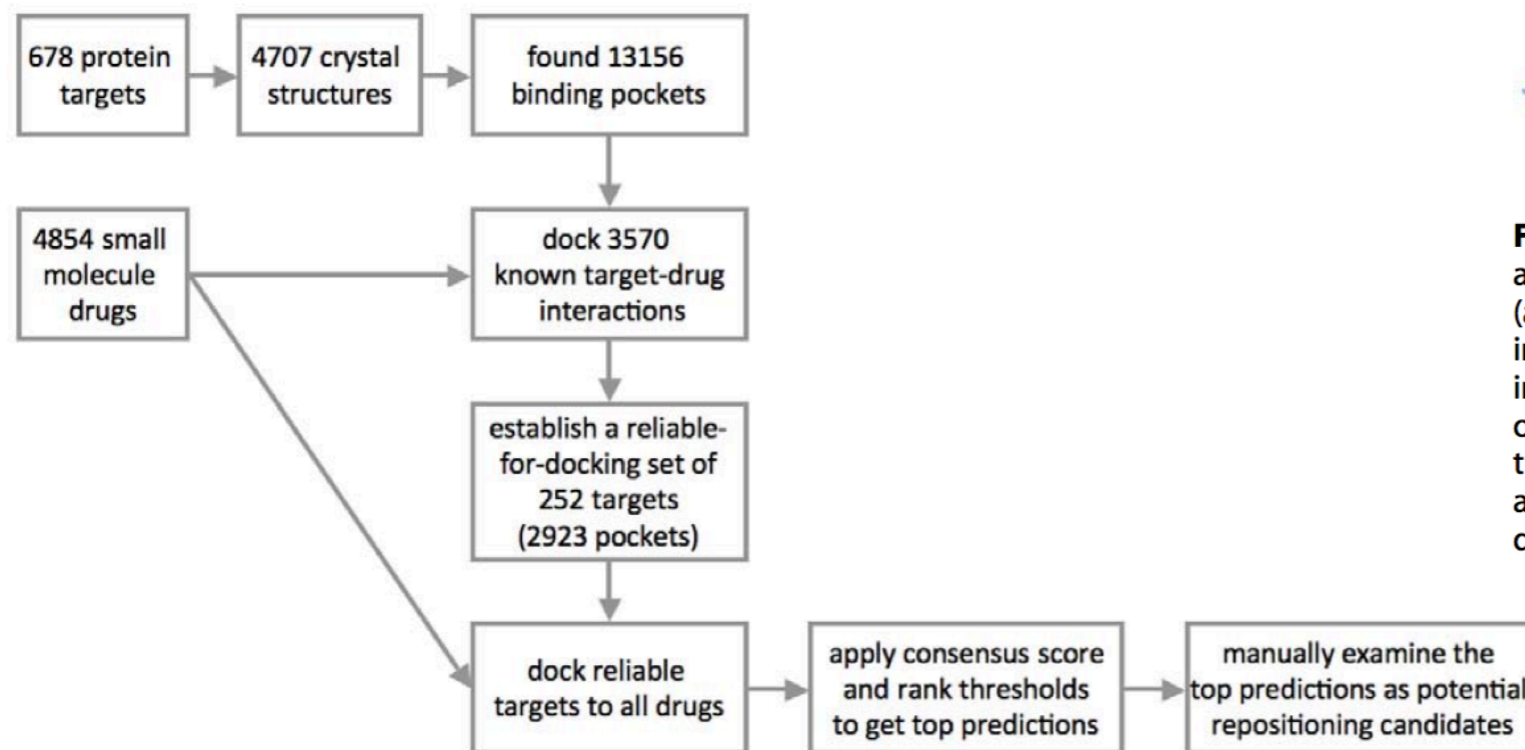 678 protein
targets
4707 crystal
structures
found 13156
binding pockets
4854 small
molecule
drugs
dock 3570
known target-drug
interactions
establish a reliable-
for-docking set of
252 targets
(2923 pockets)
dock reliable
targets to all drugs
apply consensus score
and rank thresholds
to get top predictions
manually examine the
top predictions as potential
repositioning candidates